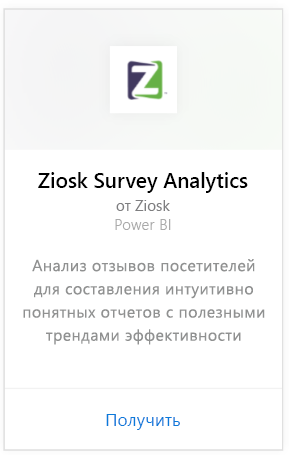 Z
Ziosk Survey Analytics
от Ziosk
Power BI
Анализ отзывов посетителей
для составления интуитивно
понятных отчетов с полезными
трендами эффективности
Получить